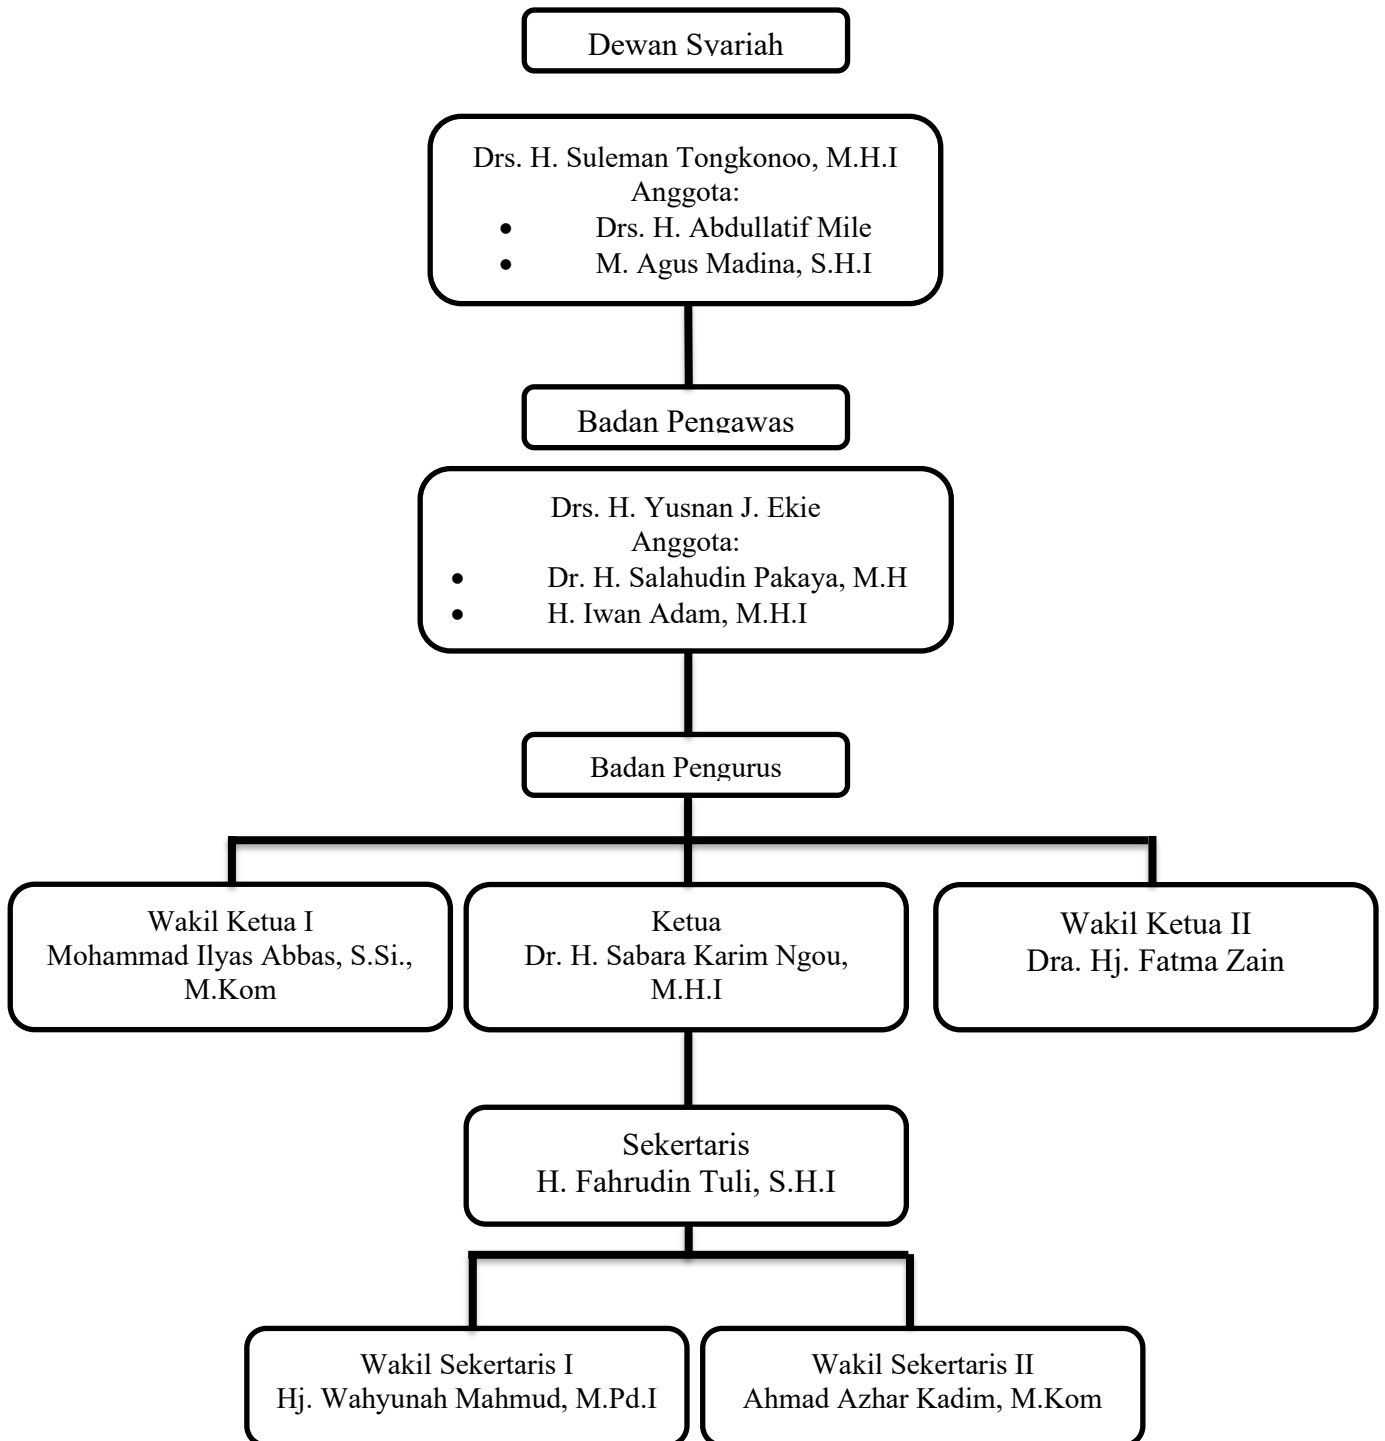 Dewan Syariah
Drs. H. Suleman Tongkonoo, M.H.I
Anggota:
• Drs. H. Abdullatif Mile
• M. Agus Madina, S.H.I
Badan Pengawas
Drs. H. Yusnan J. Ekie
Anggota:
• Dr. H. Salahudin Pakaya, M.H
• H. Iwan Adam, M.H.I
Badan Pengurus
Wakil Ketua I
Mohammad Ilyas Abbas, S.Si.,
M.Kom
Ketua
Dr. H. Sabara Karim Ngou,
M.H.I
Wakil Ketua II
Dra. Hj. Fatma Zain
Sekertaris
H. Fahrudin Tuli, S.H.I
Wakil Sekertaris I
Hj. Wahyunah Mahmud, M.Pd.I
Wakil Sekertaris II
Ahmad Azhar Kadim, M.Kom